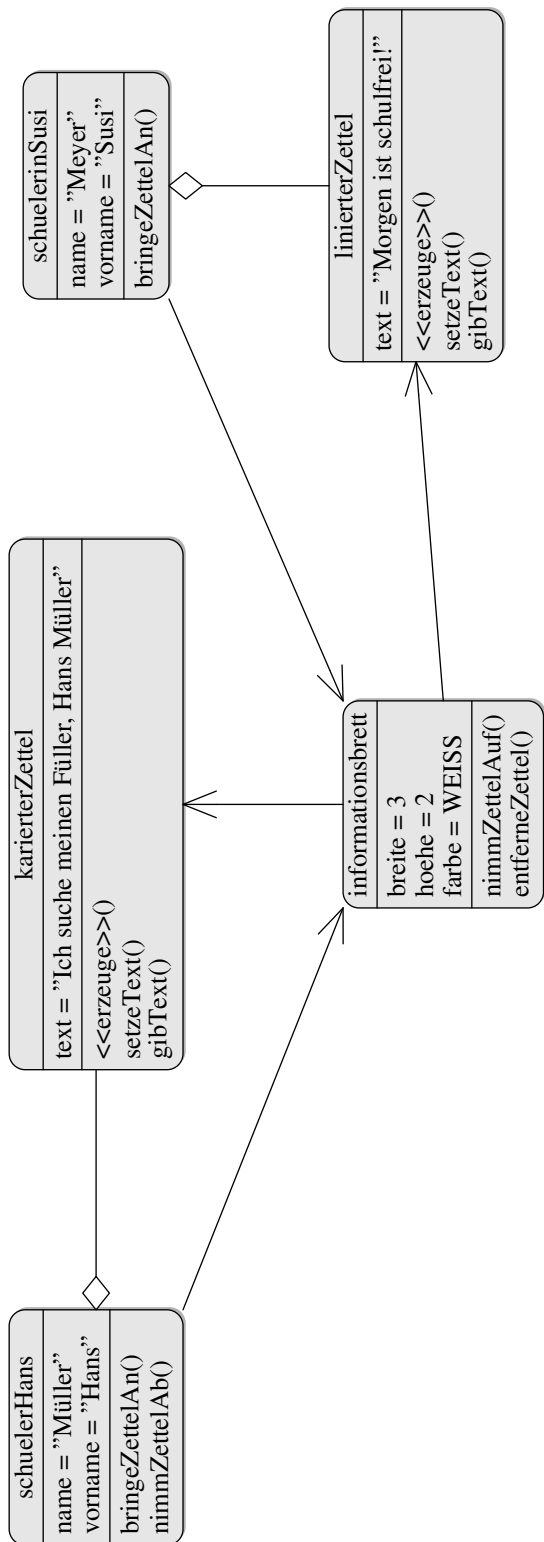 schuelerHans
name = ”Müller”
vorname = ”Hans”
bringeZettelAn()
nimmZettelAb()
karierterZettel
text = ”Ich suche meinen Füller, Hans Müller”
<<erzeuge>>()
setzeText()
gibText()
schuelerinSusi
name = ”Meyer”
vorname = ”Susi”
bringeZettelAn()
informationsbrett
breite = 3
hoehe = 2
farbe = WEISS
nimmZettelAuf()
entferneZettel()
linierterZettel
text = ”Morgen ist schulfrei!”
<<erzeuge>>()
setzeText()
gibText()